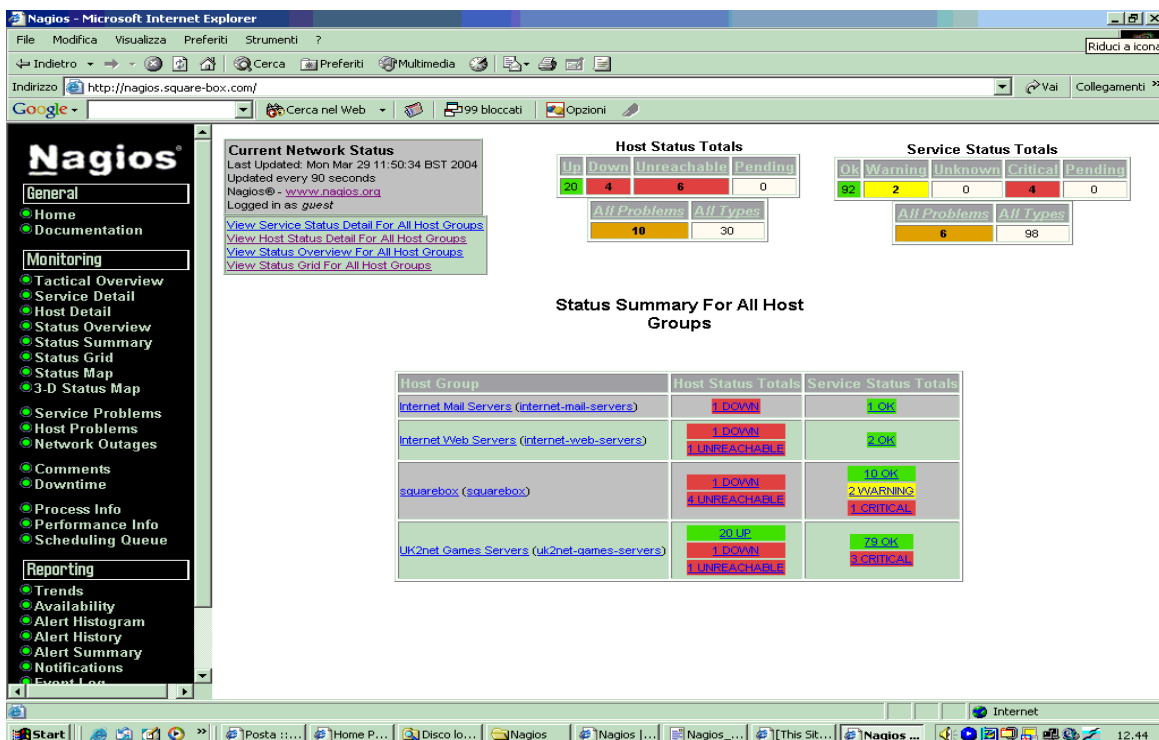 Nagios - Microsoft Internet Explorer
File Modifica Visualizza Preferiti Strumenti ?
Riduci a icona
Indietro Cerca Preferiti Multimedia
Indirizzo http://nagios.square-box.com/ Vai Collegamenti »
Google Cerca nel Web 199 bloccati Opzioni
Nagios®
General
Home
Documentation
Monitoring
Tactical Overview
Service Detail
Host Detail
Status Overview
Status Summary
Status Grid
Status Map
3-D Status Map
Service Problems
Host Problems
Network Outages
Comments
Downtime
Process Info
Performance Info
Scheduling Queue
Reporting
Trends
Availability
Alert Histogram
Alert History
Alert Summary
Notifications
Event Log
Current Network Status
Last Updated: Mon Mar 29 11:50:34 BST 2004
Updated every 90 seconds
Nagios® - www.nagios.org
Logged in as guest
View Service Status Detail For All Host Groups
View Host Status Detail For All Host Groups
View Status Overview For All Host Groups
View Status Grid For All Host Groups
Host Status Totals
Up Down Unreachable Pending
20 4 6 0
All Problems All Types
10 30
Service Status Totals
Ok Warning Unknown Critical Pending
92 2 0 4 0
All Problems All Types
6 98
Status Summary For All Host
Groups
Host Group Host Status Totals Service Status Totals
Internet Mail Servers (internet-mail-servers) 1 DOWN 1 OK
Internet Web Servers (internet-web-servers) 1 DOWN 2 OK
1 UNREACHABLE
squarebox (squarebox) 1 DOWN 10 OK
4 UNREACHABLE 2 WARNING
1 CRITICAL
UK2net Games Servers (uk2net-games-servers) 20 UP 79 OK
1 DOWN 3 CRITICAL
1 UNREACHABLE
Internet
Start » Posta ::... Home P... Disco lo... Nagios Nagios |... Nagios_... [This Sit... Nagios ... 12.44